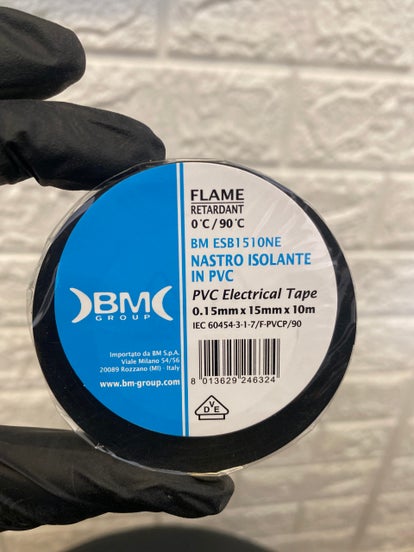 FLAME
RETARDANT
0°C/90°C
BM ESB1510NE
NASTRO ISOLANTE
IN PVC
PVC Electrical Tape
0.15mm x 15mm x 10m
IEC 60454-3-1-7/F-PVCP/90
BM
GROUP
Importato da BM S.p.A.
Viale Milano 54/56
20089 Rozzano (MI) - Italy
www.bm-group.com
8 013629 246324
VDE